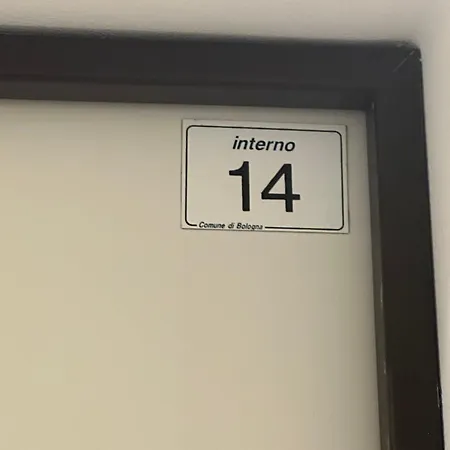 interno
14
Comune di Bologna